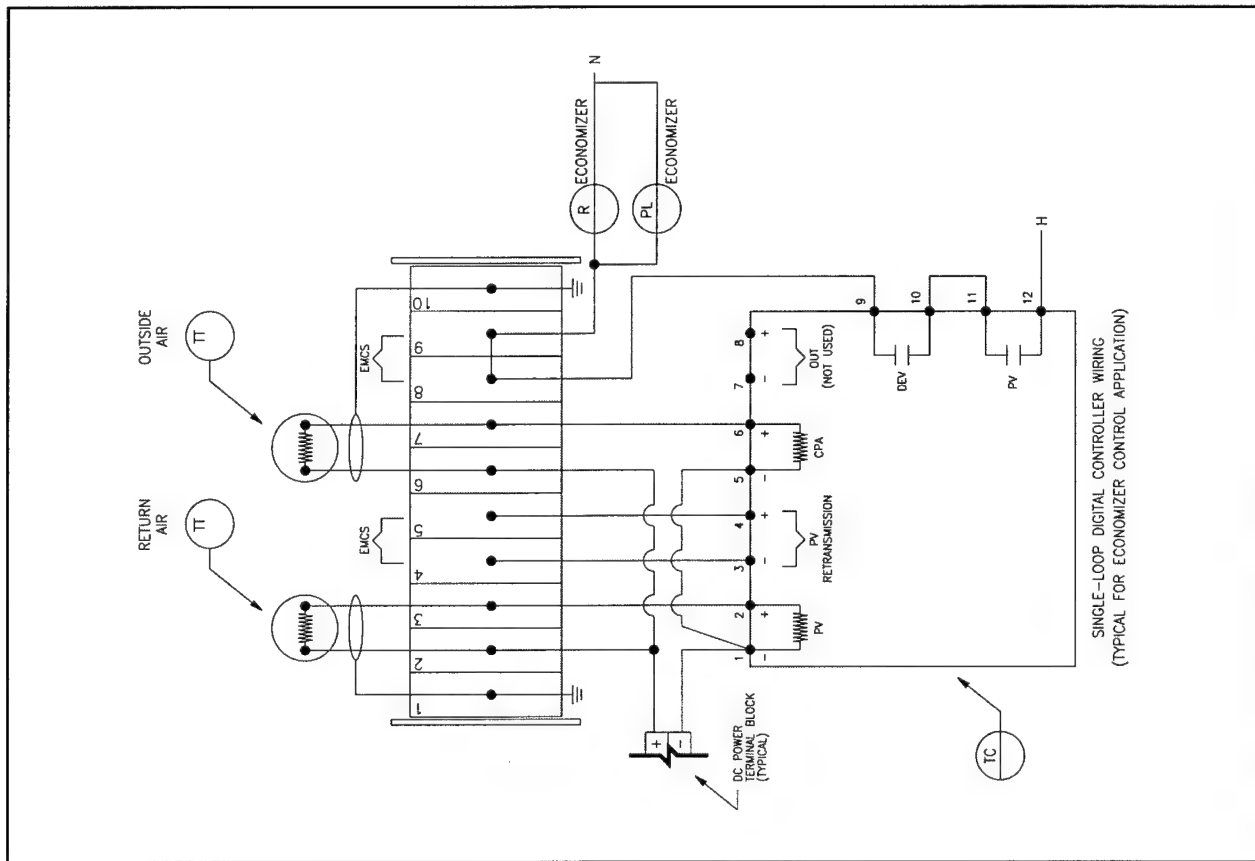 OUTSIDE
AIR
TT
RETURN
AIR
TT
N
ECONOMIZER
ECONOMIZER
R
PL
EMCS
EMCS
1
2
3
4
5
6
7
8
9
10
H
1
2
3
4
5
6
7
8
9
10
11
12
-
+
-
+
-
+
-
+
PV
PV
RETRANSMISSION
CPA
OUT
(NOT USED)
DEV
PV
+
-
DC POWER
TERMINAL BLOCK
(TYPICAL)
TC
SINGLE-LOOP DIGITAL CONTROLLER WIRING
(TYPICAL FOR ECONOMIZER CONTROL APPLICATION)